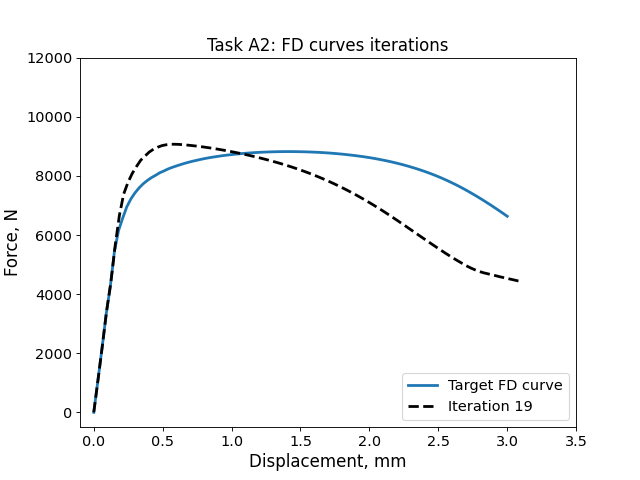 Task A2: FD curves iterations
12000
10000
8000
6000
4000
2000
0
Force, N
Target FD curve
Iteration 19
0.0 0.5 1.0 1.5 2.0 2.5 3.0 3.5
Displacement, mm